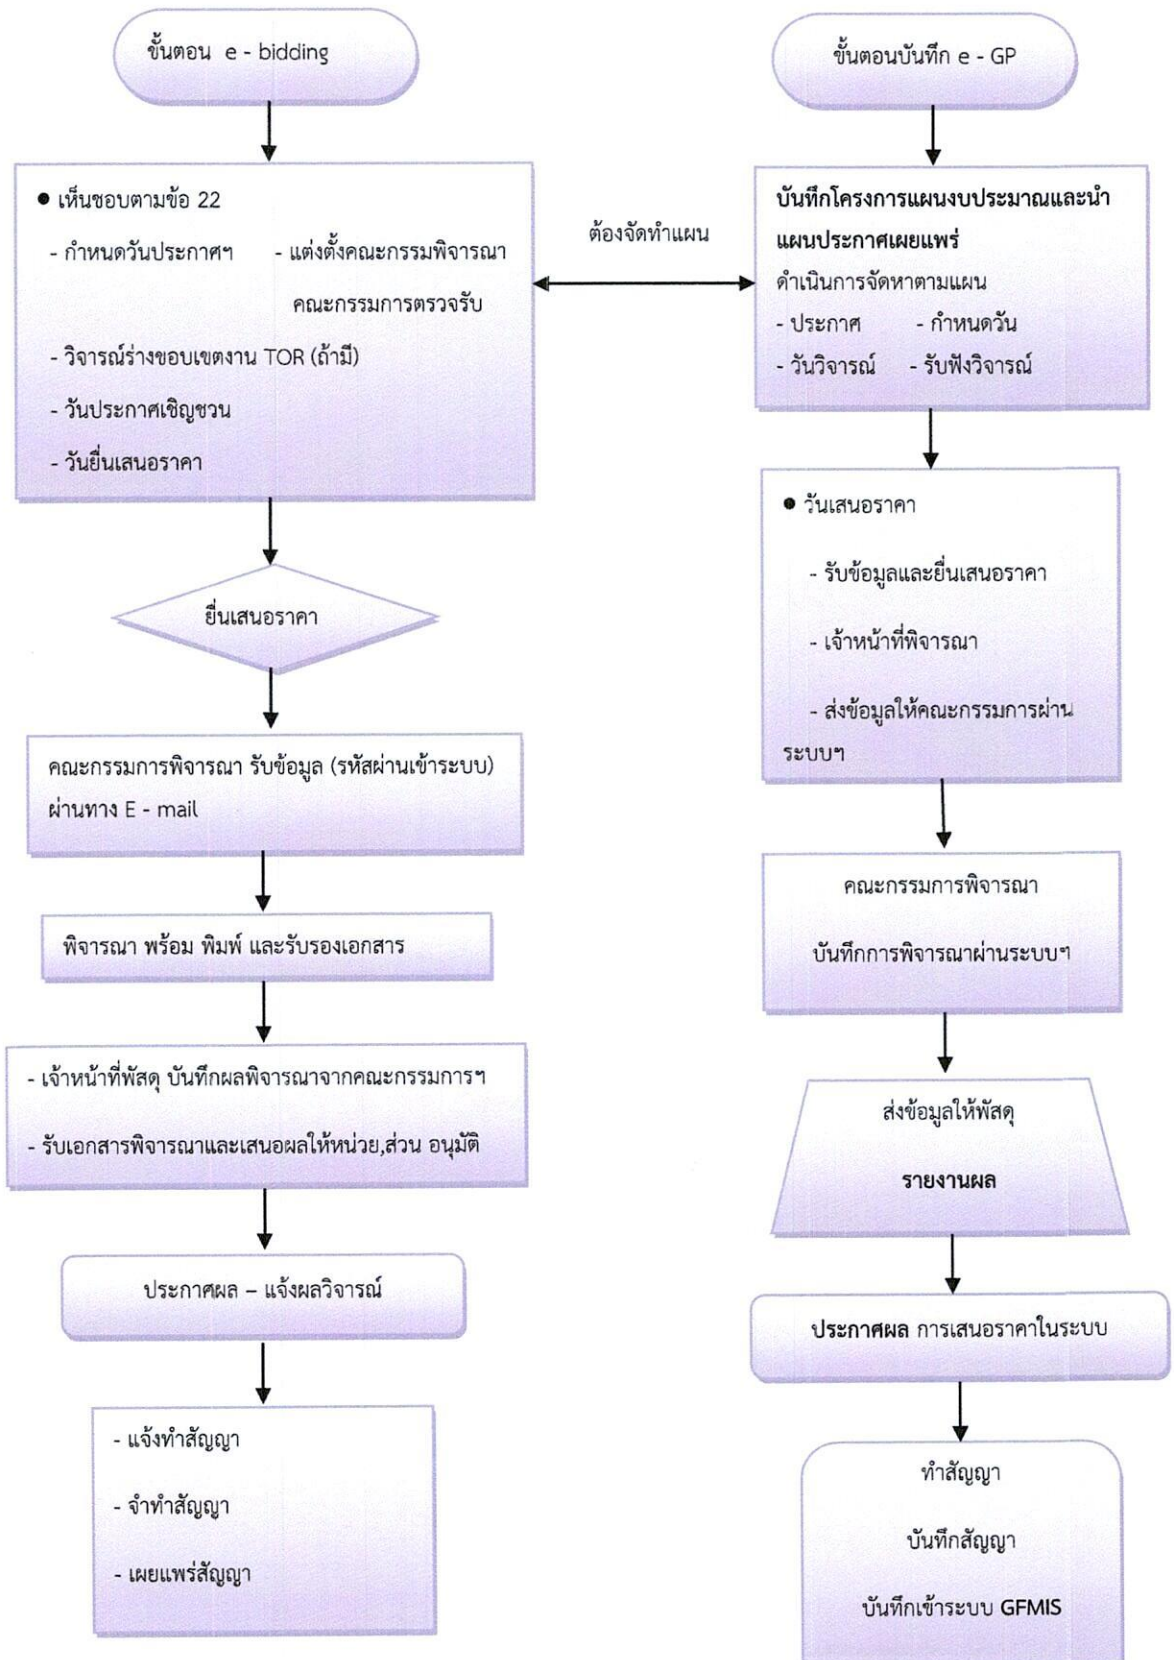 ขั้นตอน e - bidding
● เห็นชอบตามข้อ 22
- กำหนดวันประกาศฯ - แต่งตั้งคณะกรรมพิจารณา
คณะกรรมการตรวจรับ
- วิจารณ์ร่างขอบเขตงาน TOR (ถ้ามี)
- วันประกาศเชิญชวน
- วันยื่นเสนอราคา
ยื่นเสนอราคา
คณะกรรมการพิจารณา รับข้อมูล (รหัสผ่านเข้าระบบ)
ผ่านทาง E - mail
พิจารณา พร้อม พิมพ์ และรับรองเอกสาร
- เจ้าหน้าที่พัสดุ บันทึกผลพิจารณาจากคณะกรรมการฯ
- รับเอกสารพิจารณาและเสนอผลให้หน่วย,ส่วน อนุมัติ
ประกาศผล – แจ้งผลวิจารณ์
- แจ้งทำสัญญา
- จำทำสัญญา
- เผยแพร่สัญญา
ต้องจัดทำแผน
ขั้นตอนบันทึก e - GP
บันทึกโครงการแผนงบประมาณและนำ
แผนประกาศเผยแพร่
ดำเนินการจัดหาตามแผน
- ประกาศ - กำหนดวัน
- วันวิจารณ์ - รับฟังวิจารณ์
● วันเสนอราคา
- รับข้อมูลและยื่นเสนอราคา
- เจ้าหน้าที่พิจารณา
- ส่งข้อมูลให้คณะกรรมการผ่าน
ระบบฯ
คณะกรรมการพิจารณา
บันทึกการพิจารณาผ่านระบบฯ
ส่งข้อมูลให้พัสดุ
รายงานผล
ประกาศผล การเสนอราคาในระบบ
ทำสัญญา
บันทึกสัญญา
บันทึกเข้าระบบ GFMIS